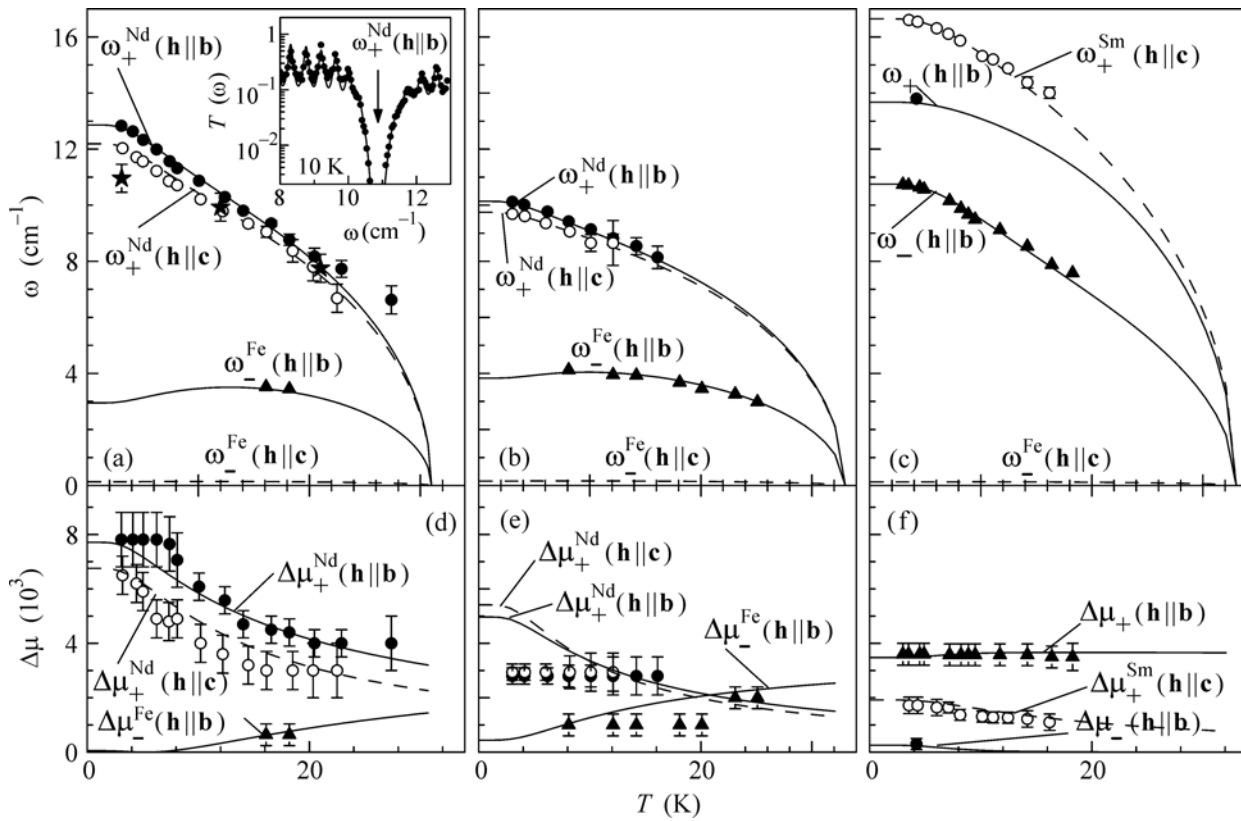 16
12
8
4
0
ω (cm⁻¹)
ω₊ᴺᵈ(h||b)
ω₊ᴺᵈ(h||c)
ω₋ᶠᵉ(h||b)
ω₋ᶠᵉ(h||c)
(a)
0 20
1
10⁻¹
10⁻²
T (ω)
ω₊ᴺᵈ(h||b)
10 K
8 10 12
ω(cm⁻¹)
ω₊ᴺᵈ(h||b)
ω₊ᴺᵈ(h||c)
ω₋ᶠᵉ(h||b)
ω₋ᶠᵉ(h||c)
(b)
ω₊ˢᵐ(h||c)
ω₊(h||b)
ω₋(h||b)
ω₋ᶠᵉ(h||c)
(c)
8
4
0
Δμ (10³)
(d)
Δμ₊ᴺᵈ(h||b)
Δμ₊ᴺᵈ(h||c)
Δμ₋ᶠᵉ(h||b)
0 20
(e)
Δμ₊ᴺᵈ(h||c)
Δμ₊ᴺᵈ(h||b)
Δμ₋ᶠᵉ(h||b)
0 20
(f)
Δμ₊(h||b)
Δμ₊ˢᵐ(h||c)
Δμ₋(h||b)
0 20
T (K)